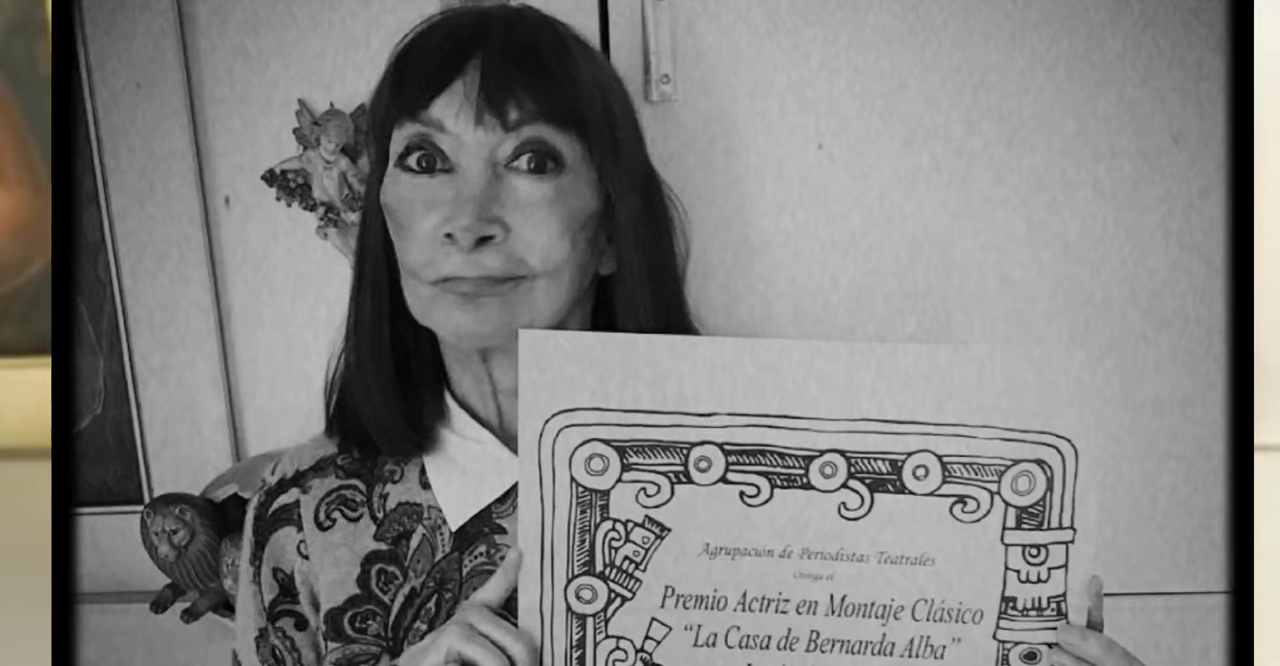 Agrupación de Periodistas Teatrales
Otorga el
Premio Actriz en Montaje Clásico
“La Casa de Bernarda Alba”